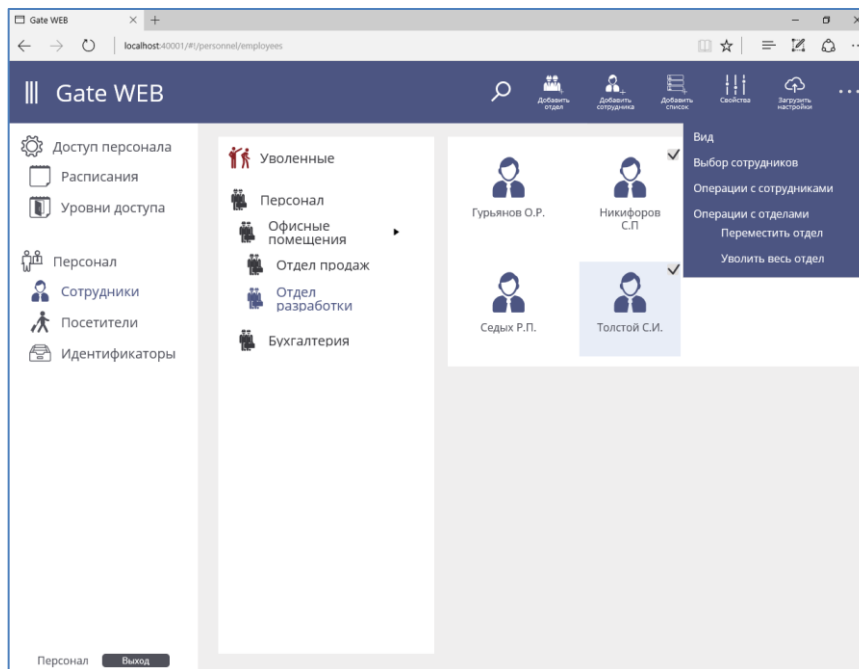 Gate WEB
localhost:40001/#!/personnel/employees
Gate WEB
Добавить
отдел
Добавить
сотрудника
Добавить
список
Свойства
Загрузить
настройки
Доступ персонала
Расписания
Уровни доступа
Персонал
Сотрудники
Посетители
Идентификаторы
Уволенные
Персонал
Офисные
помещения
Отдел продаж
Отдел
разработки
Бухгалтерия
Гурьянов О.Р.
Никифоров
С.П
Седых Р.П.
Толстой С.И.
Вид
Выбор сотрудников
Операции с сотрудниками
Операции с отделами
Переместить отдел
Уволить весь отдел
Персонал
Выход